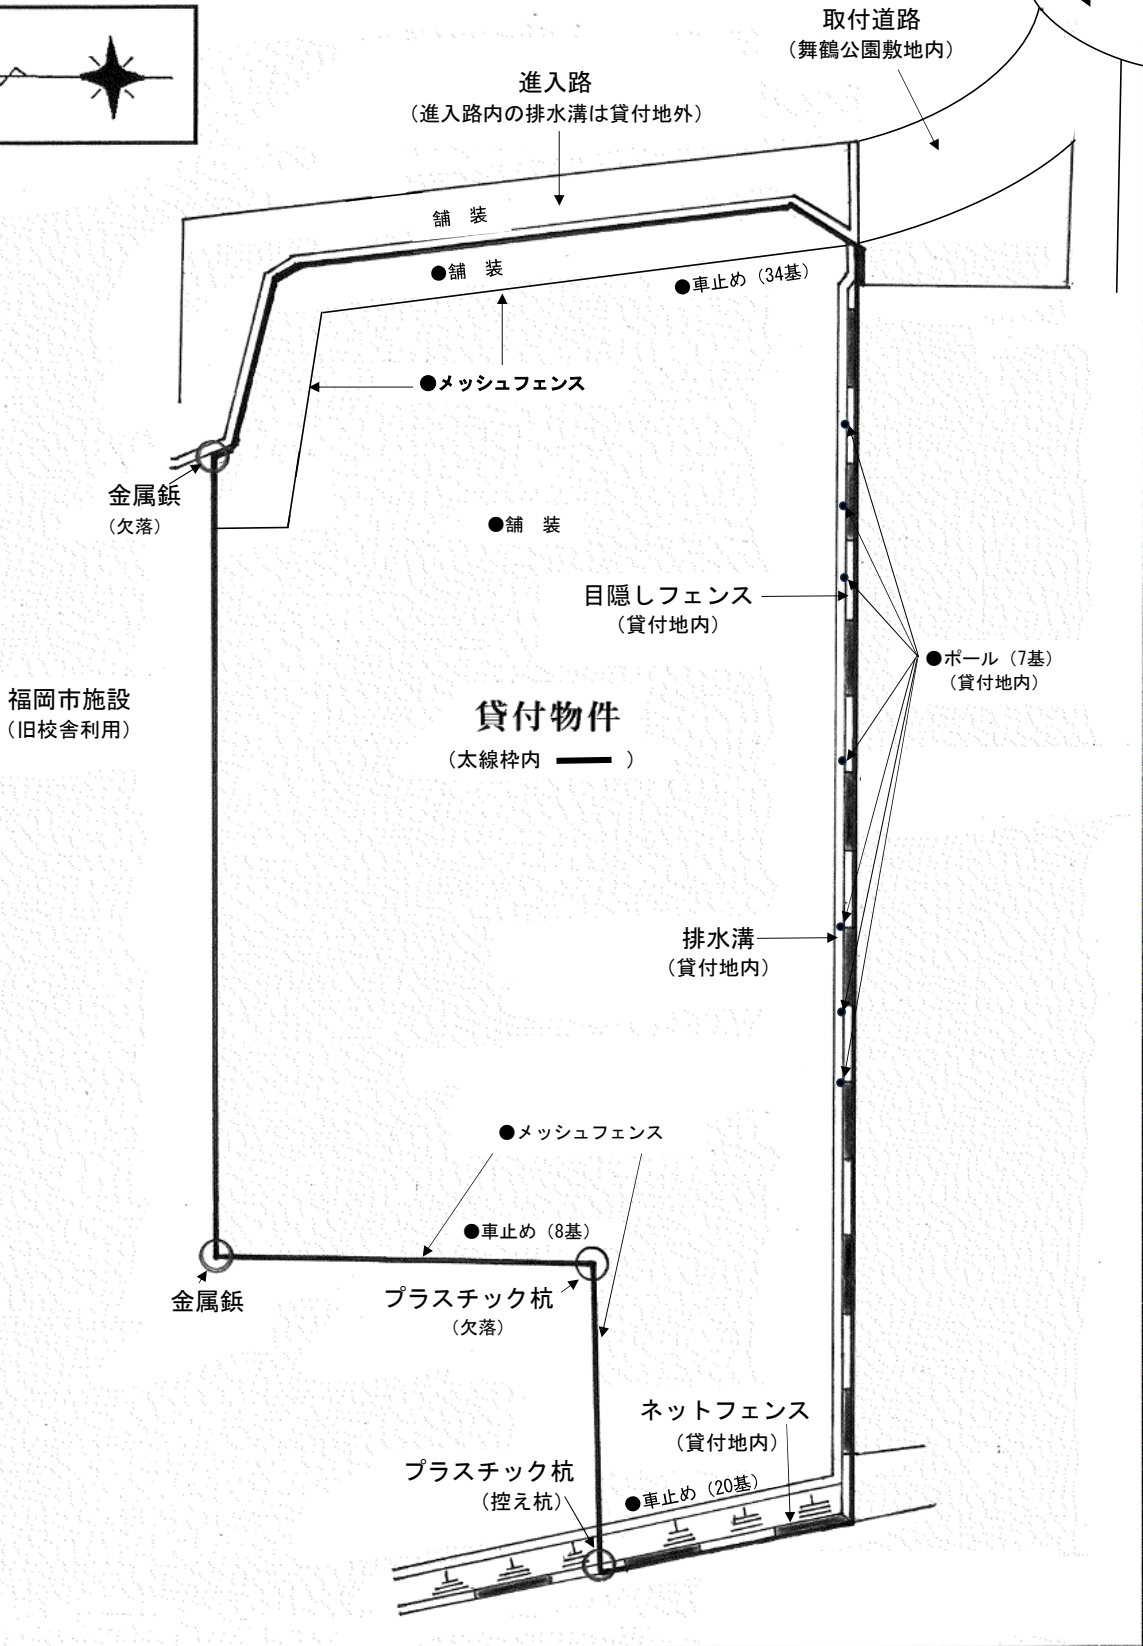 取付道路
（舞鶴公園敷地内）
進入路
（進入路内の排水溝は貸付地外）
舗 装
●舗 装
●車止め（34基）
●メッシュフェンス
金属鋲
（欠落）
●舗 装
目隠しフェンス
（貸付地内）
●ポール（7基）
（貸付地内）
福岡市施設
（旧校舎利用）
貸付物件
（太線枠内 ）
排水溝
（貸付地内）
●メッシュフェンス
●車止め（8基）
金属鋲
プラスチック杭
（欠落）
ネットフェンス
（貸付地内）
プラスチック杭
（控え杭）
●車止め（20基）